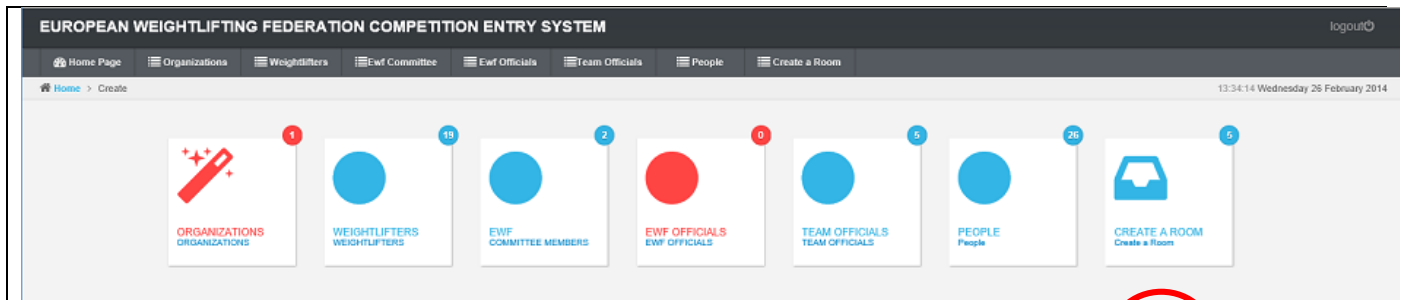 EUROPEAN WEIGHTLIFTING FEDERATION COMPETITION ENTRY SYSTEM
logout
Home Page Organizations Weightlifters Ewf Committee Ewf Officials Team Officials People Create a Room
Home > Create
13:34:14 Wednesday 26 February 2014
1 19 2 0 5 26 5
ORGANIZATIONS WEIGHTLIFTERS EWF EWF OFFICIALS TEAM OFFICIALS PEOPLE CREATE A ROOM
ORGANIZATIONS WEIGHTLIFTERS COMMITTEE MEMBERS EWF OFFICIALS TEAM OFFICIALS People Create a Room